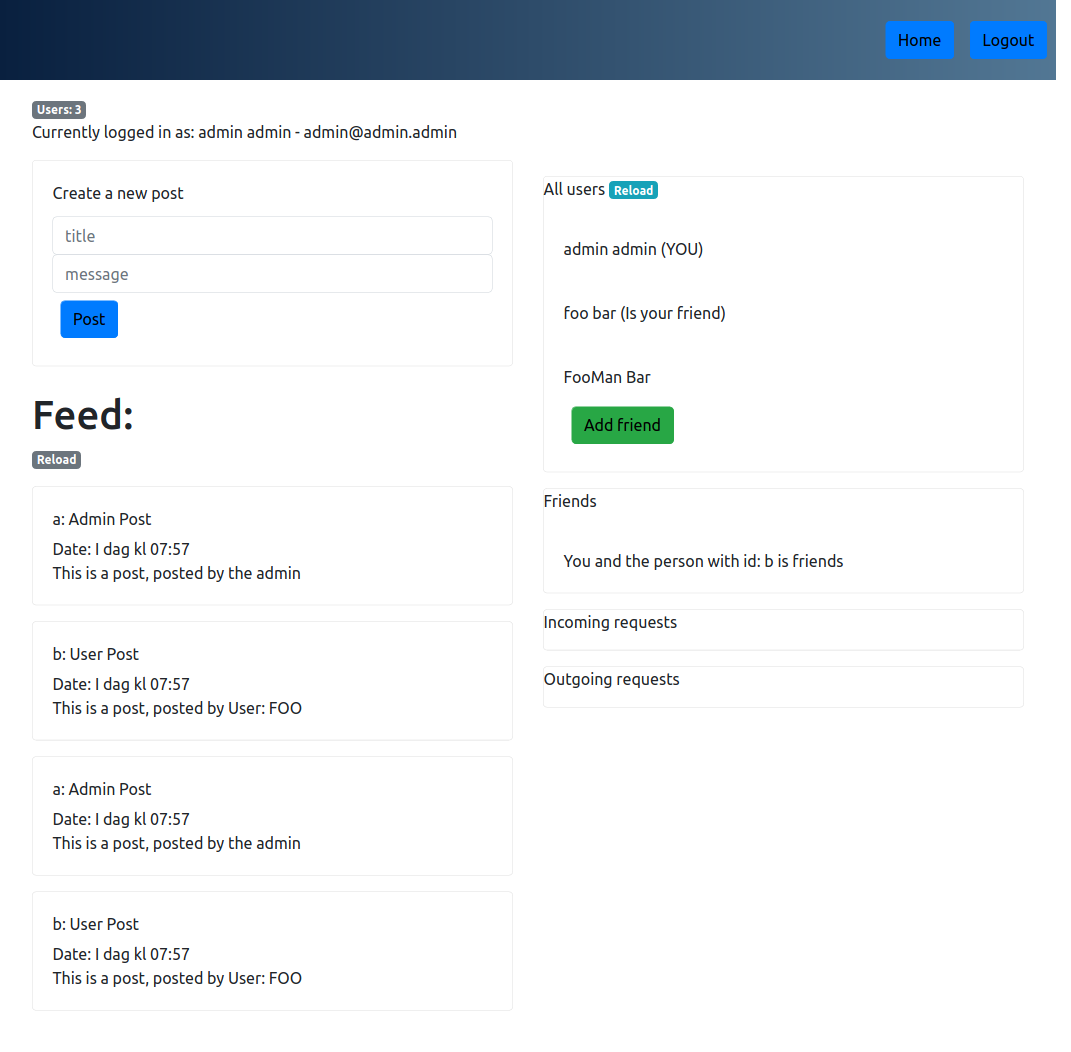 Home Logout
Users: 3
Currently logged in as: admin admin - admin@admin.admin
Create a new post
title
message
Post
Feed:
Reload
a: Admin Post
Date: I dag kl 07:57
This is a post, posted by the admin
b: User Post
Date: I dag kl 07:57
This is a post, posted by User: FOO
a: Admin Post
Date: I dag kl 07:57
This is a post, posted by the admin
b: User Post
Date: I dag kl 07:57
This is a post, posted by User: FOO
All users Reload
admin admin (YOU)
foo bar (Is your friend)
FooMan Bar
Add friend
Friends
You and the person with id: b is friends
Incoming requests
Outgoing requests